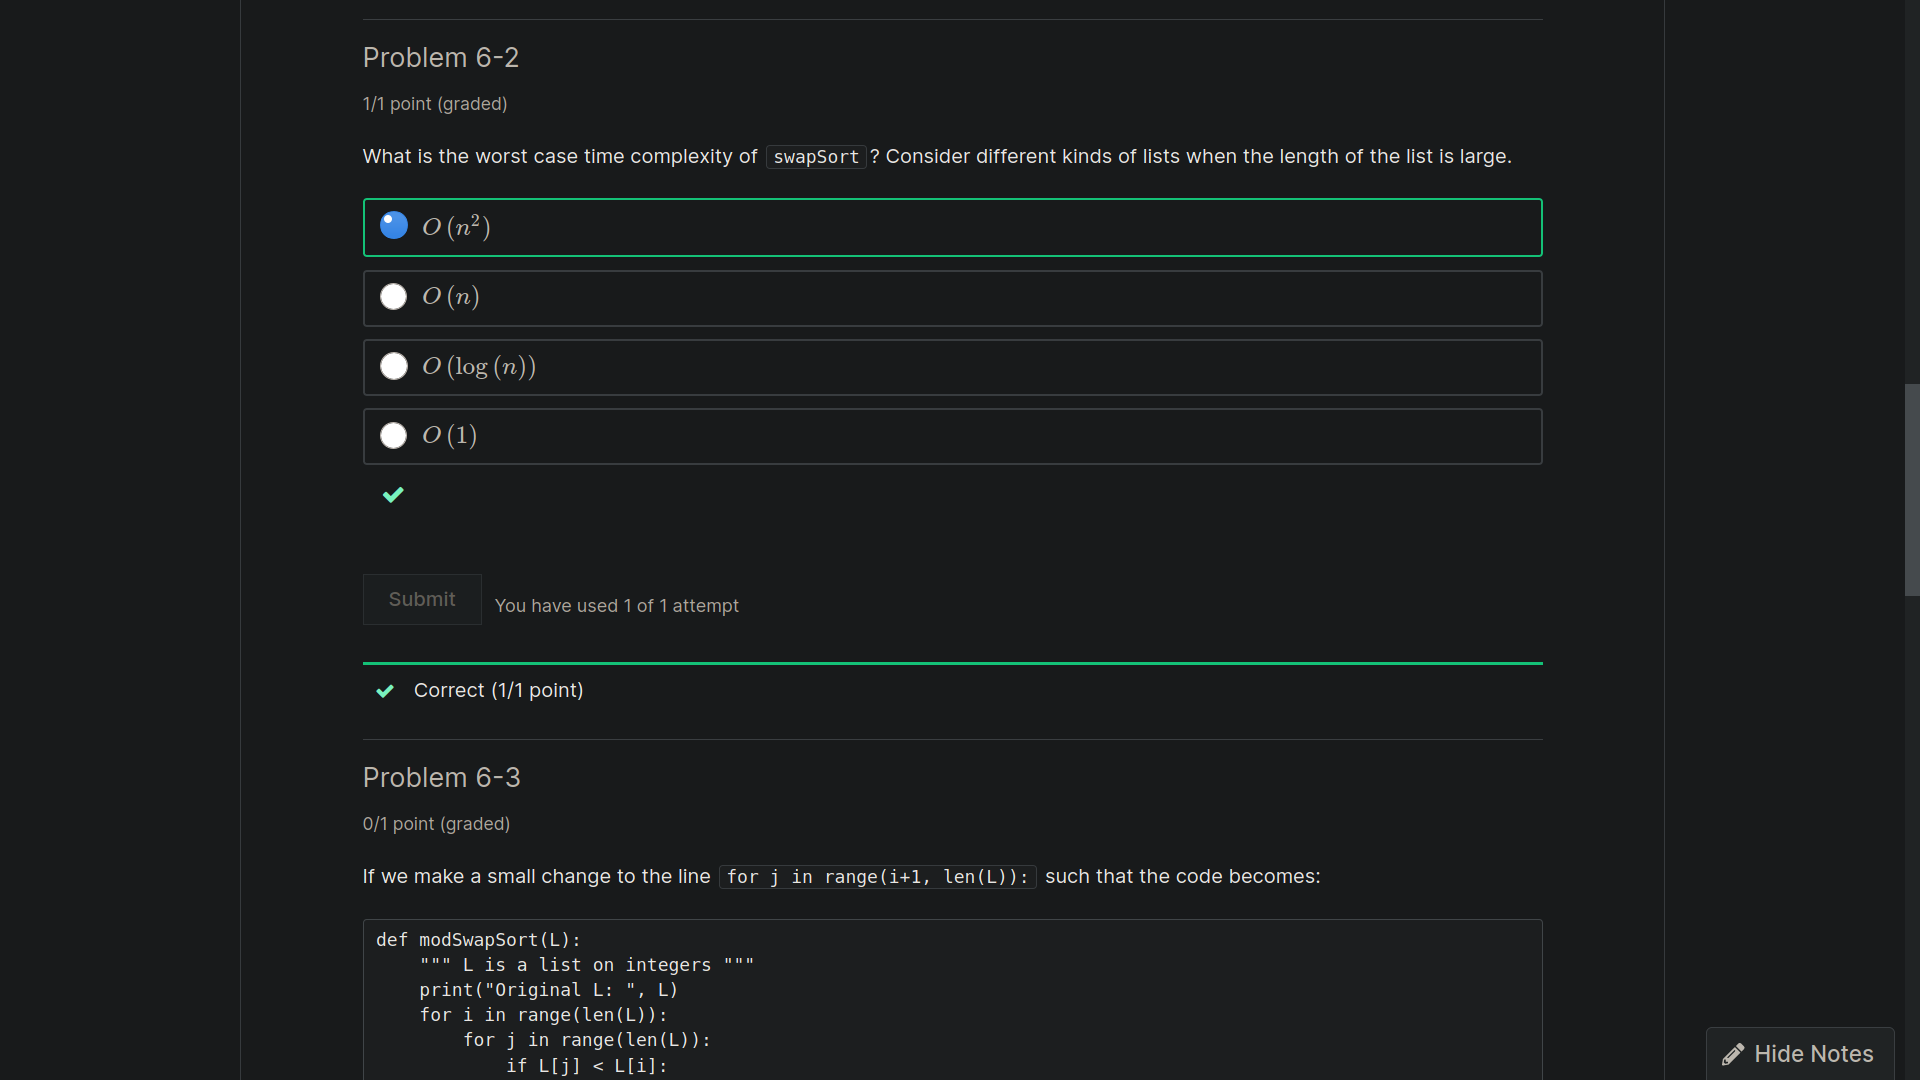 Problem 6-2
1/1 point (graded)
What is the worst case time complexity of swapSort? Consider different kinds of lists when the length of the list is large.
O (n²)
O (n)
O (log (n))
O (1)
Submit You have used 1 of 1 attempt
Correct (1/1 point)
Problem 6-3
0/1 point (graded)
If we make a small change to the line for j in range(i+1, len(L)): such that the code becomes:
def modSwapSort(L):
    """ L is a list on integers """
    print("Original L: ", L)
    for i in range(len(L)):
        for j in range(len(L)):
            if L[j] < L[i]:
Hide Notes